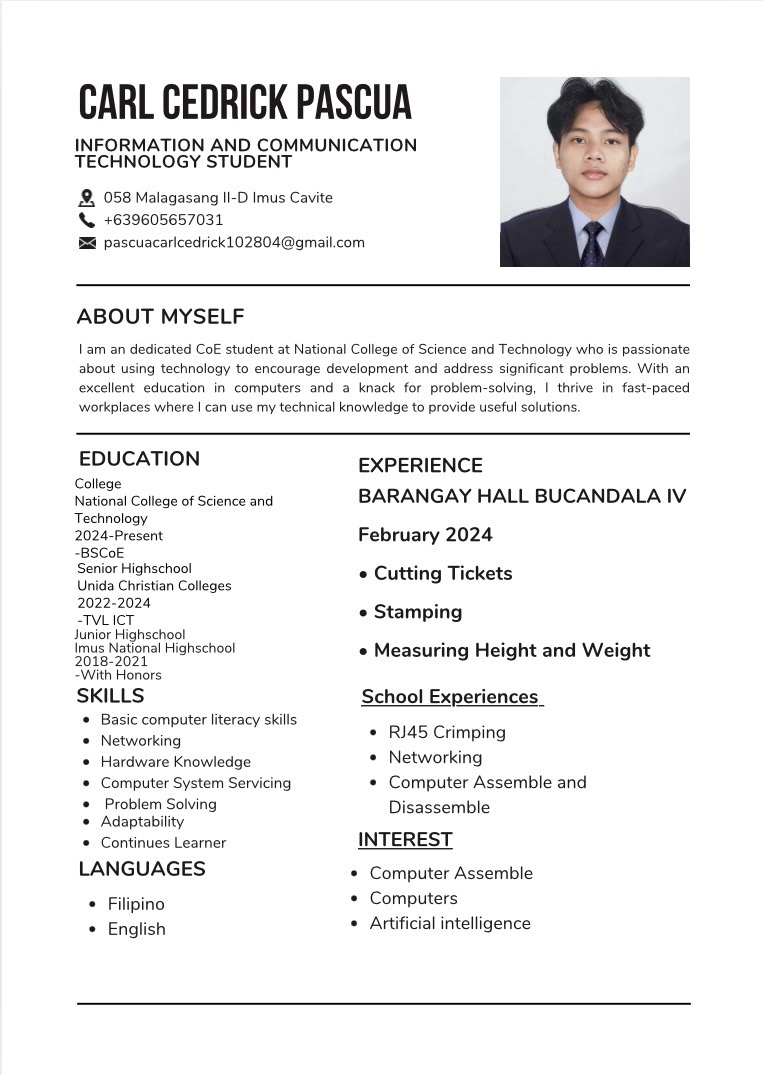 CARL CEDRICK PASCUA
INFORMATION AND COMMUNICATION
TECHNOLOGY STUDENT
058 Malagasang II-D Imus Cavite
+639605657031
pascuacarlcedrick102804@gmail.com
ABOUT MYSELF
I am an dedicated CoE student at National College of Science and Technology who is passionate
about using technology to encourage development and address significant problems. With an
excellent education in computers and a knack for problem-solving, I thrive in fast-paced
workplaces where I can use my technical knowledge to provide useful solutions.
EDUCATION
College
National College of Science and
Technology
2024-Present
-BSCoE
Senior Highschool
Unida Christian Colleges
2022-2024
-TVL ICT
Junior Highschool
Imus National Highschool
2018-2021
-With Honors
SKILLS
• Basic computer literacy skills
• Networking
• Hardware Knowledge
• Computer System Servicing
• Problem Solving
• Adaptability
• Continues Learner
LANGUAGES
• Filipino
• English
EXPERIENCE
BARANGAY HALL BUCANDALA IV
February 2024
• Cutting Tickets
• Stamping
• Measuring Height and Weight
School Experiences
• RJ45 Crimping
• Networking
• Computer Assemble and
Disassemble
INTEREST
• Computer Assemble
• Computers
• Artificial intelligence